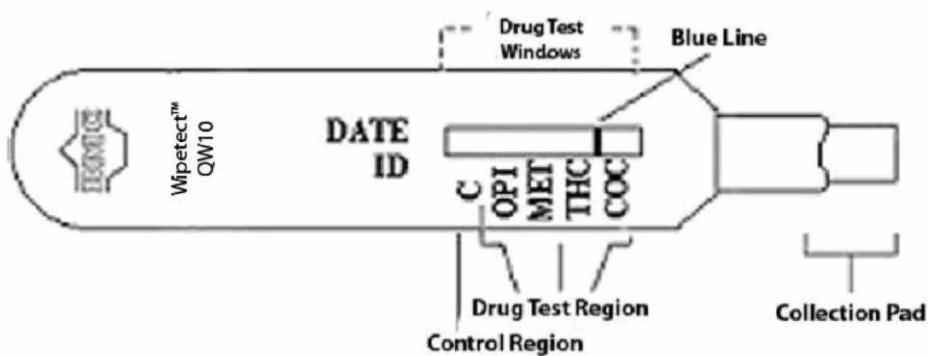 Drug Test
Windows
Blue Line
Wipetect™
QW10
DATE
ID
C
OPI
MET
THC
COC
Drug Test Region
Control Region
Collection Pad